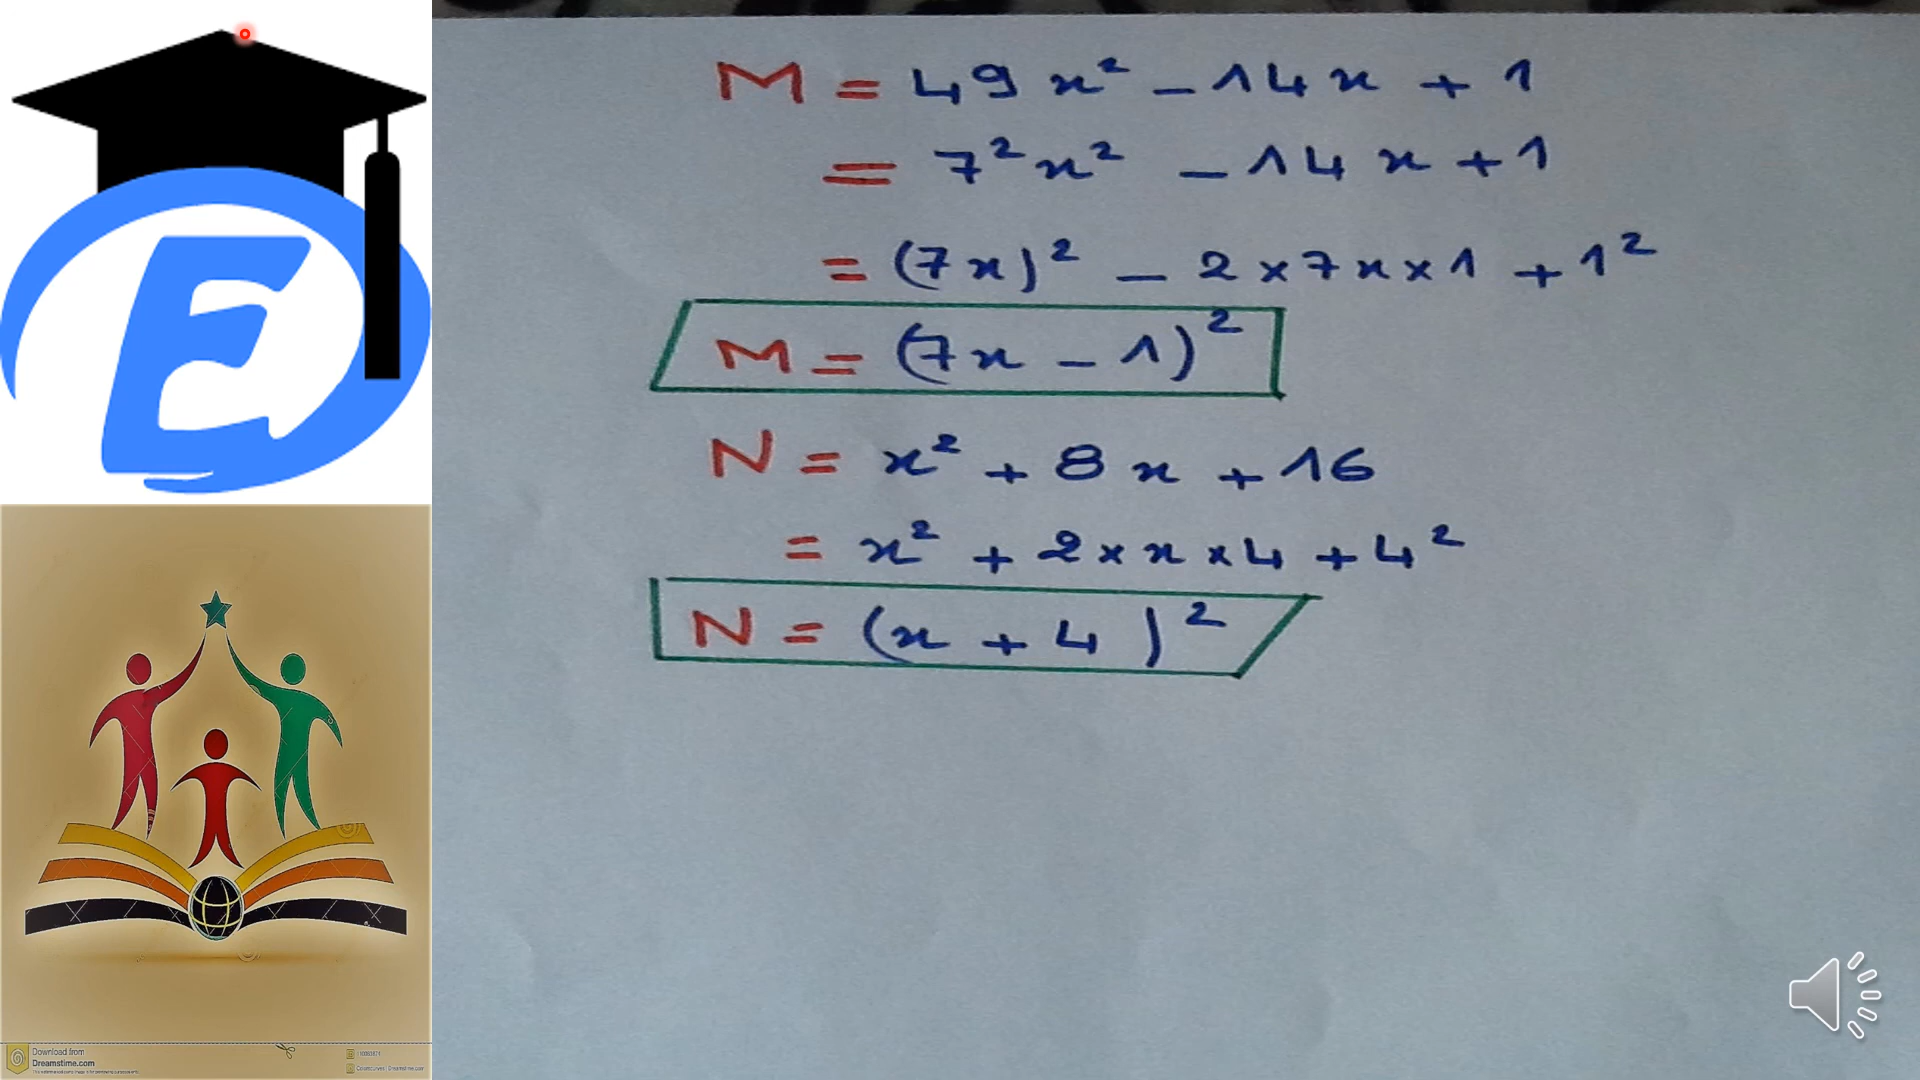 M = 49x² - 14x + 1
= 7²x² - 14x + 1
= (7x)² - 2×7x×1 + 1²
M = (7x - 1)²
N = x² + 8x + 16
= x² + 2×x×4 + 4²
N = (x + 4)²
E
Download from
Dreamstime.com